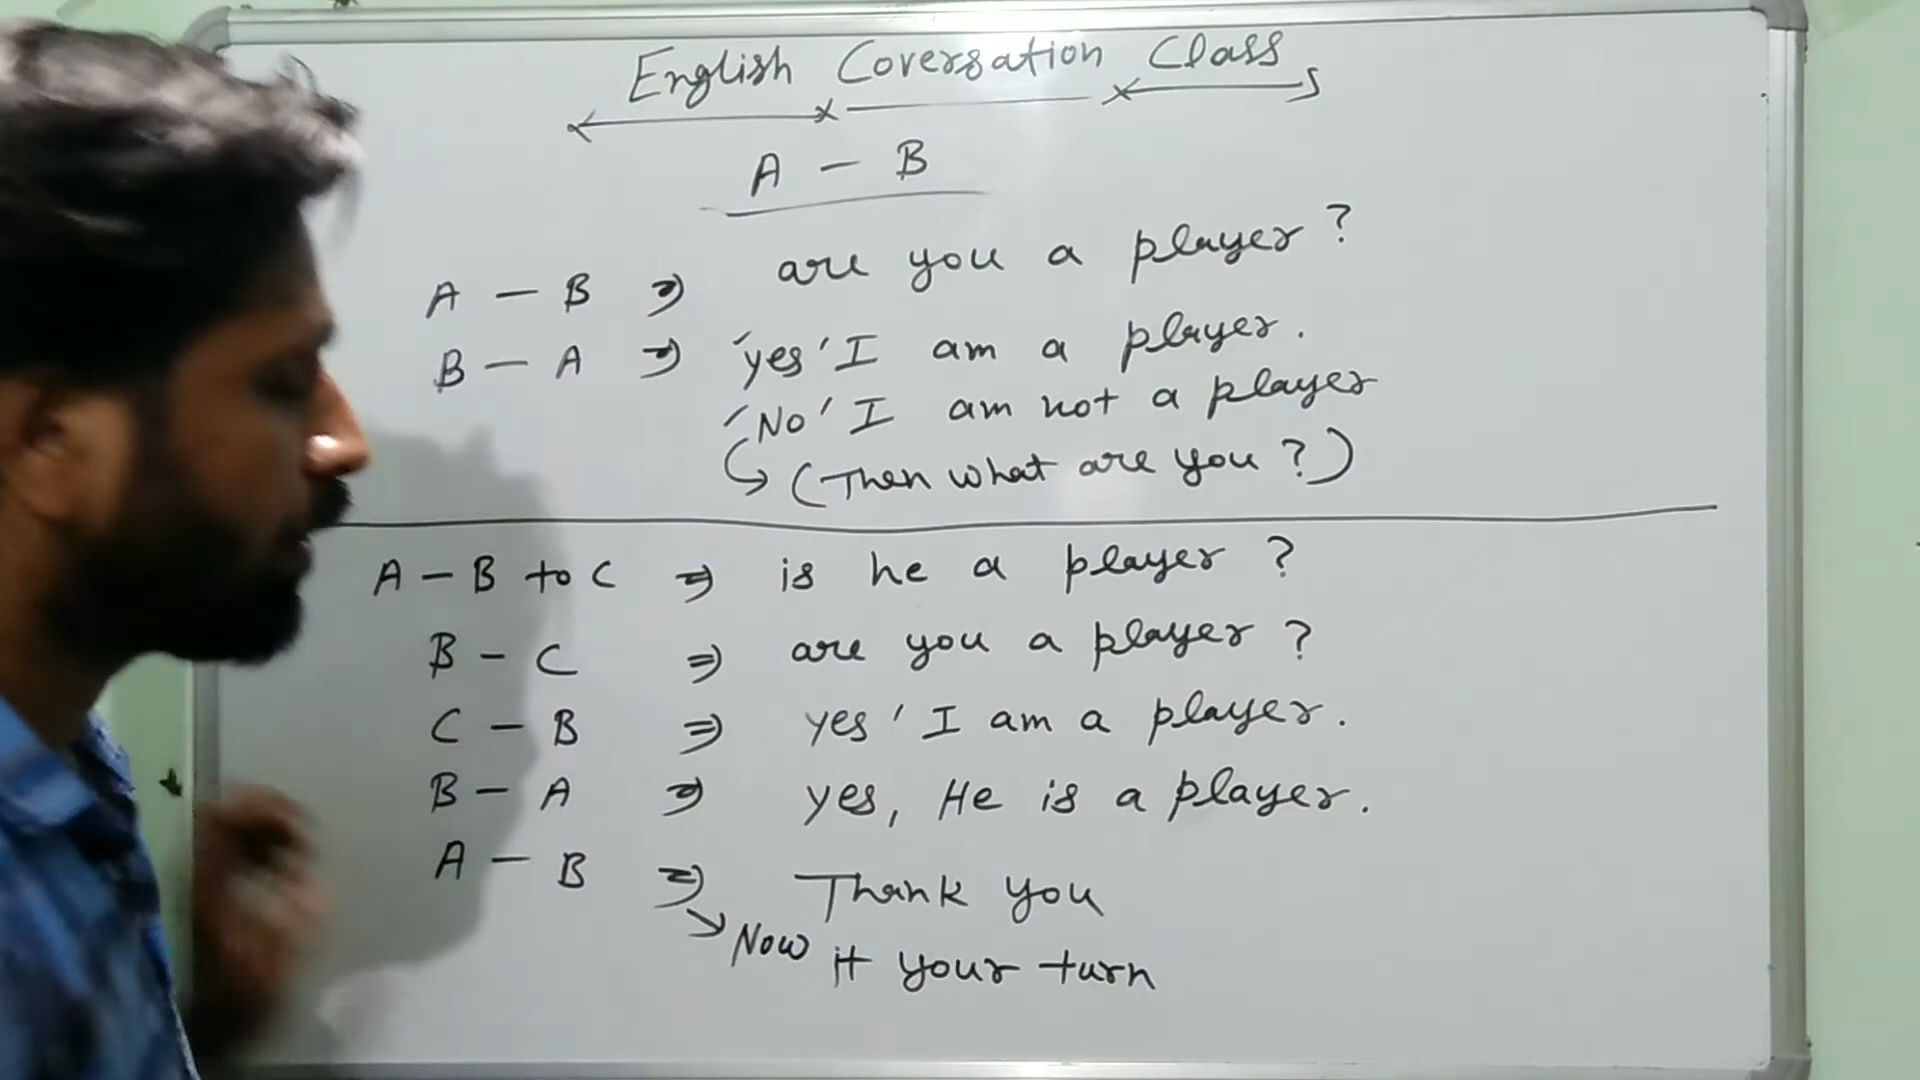 English Coversation Class
A - B
A - B ⇒ are you a player?
B - A ⇒ 'yes' I am a player.
'No' I am not a player
↳ (Then what are you?)
A - B to C ⇒ is he a player?
B - C ⇒ are you a player?
C - B ⇒ yes' I am a player.
B - A ⇒ yes, He is a player.
A - B ⇒ Thank you
↘ Now it your turn